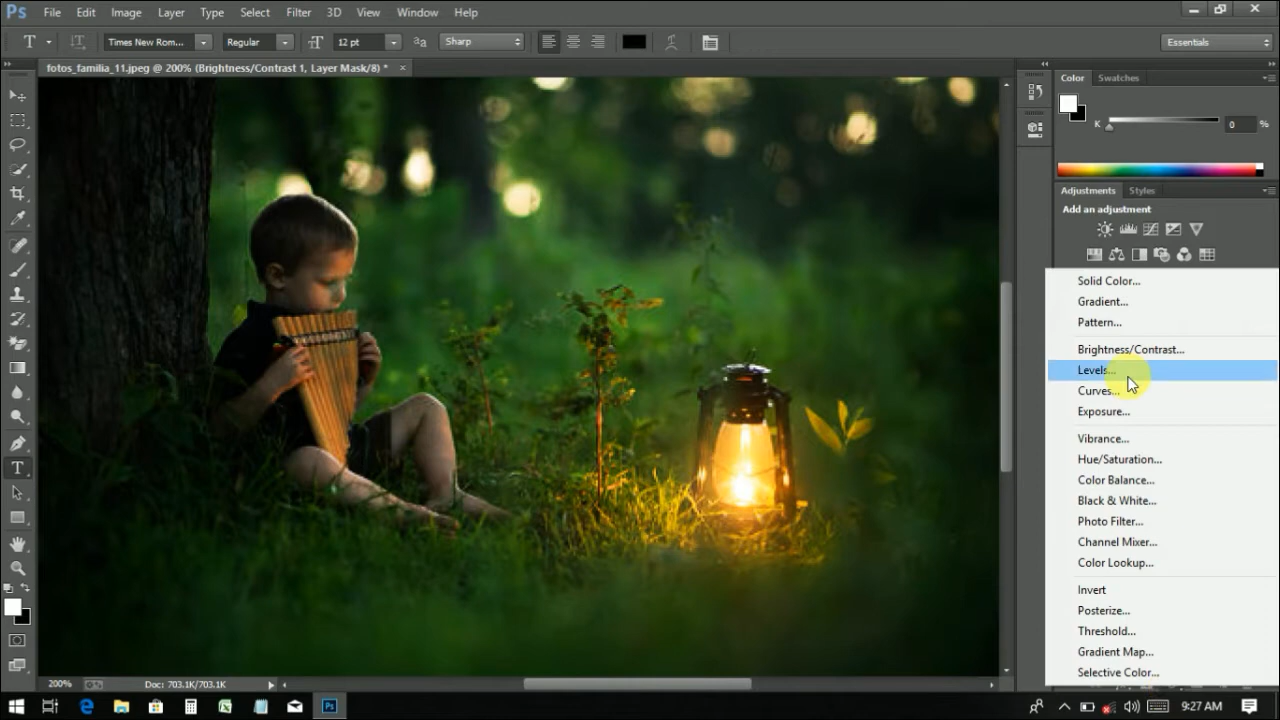 Ps File Edit Image Layer Type Select Filter 3D View Window Help
T Times New Rom... Regular 12 pt Sharp Essentials
fotos_familia_11.jpeg @ 200% (Brightness/Contrast 1, Layer Mask/8) * ×
Color Swatches
K 0 %
Adjustments Styles
Add an adjustment
Solid Color...
Gradient...
Pattern...
Brightness/Contrast...
Levels...
Curves...
Exposure...
Vibrance...
Hue/Saturation...
Color Balance...
Black & White...
Photo Filter...
Channel Mixer...
Color Lookup...
Invert
Posterize...
Threshold...
Gradient Map...
Selective Color...
200% Doc: 703.1K/703.1K
Ps 9:27 AM